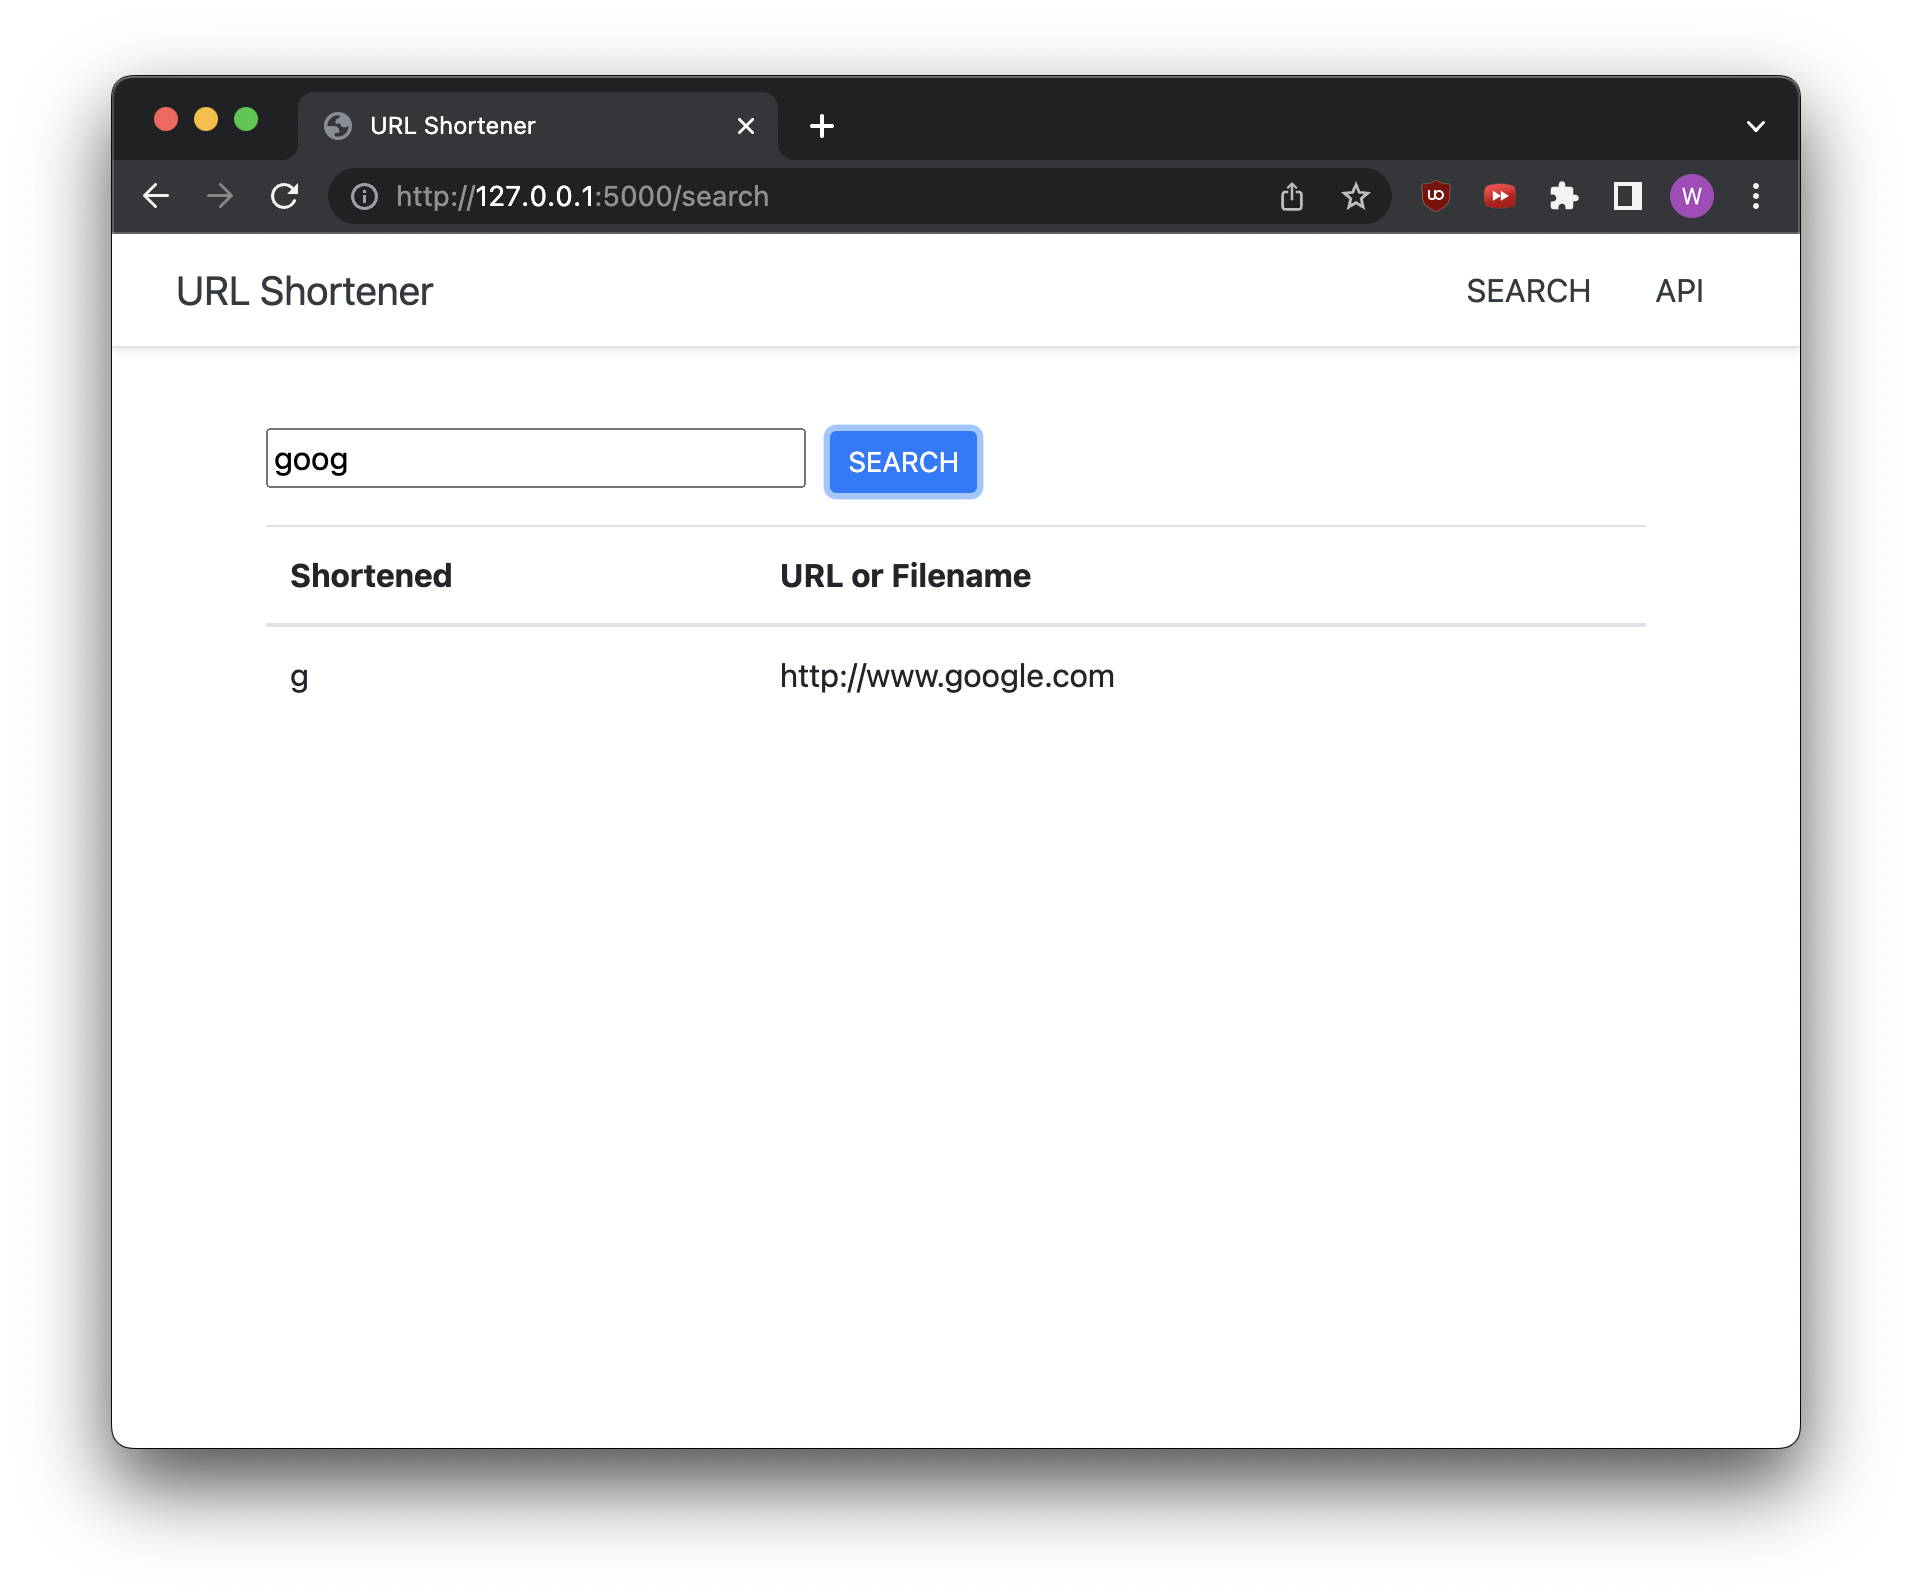 URL Shortener
http://127.0.0.1:5000/search
W
URL Shortener SEARCH API
goog SEARCH
Shortened URL or Filename
g http://www.google.com